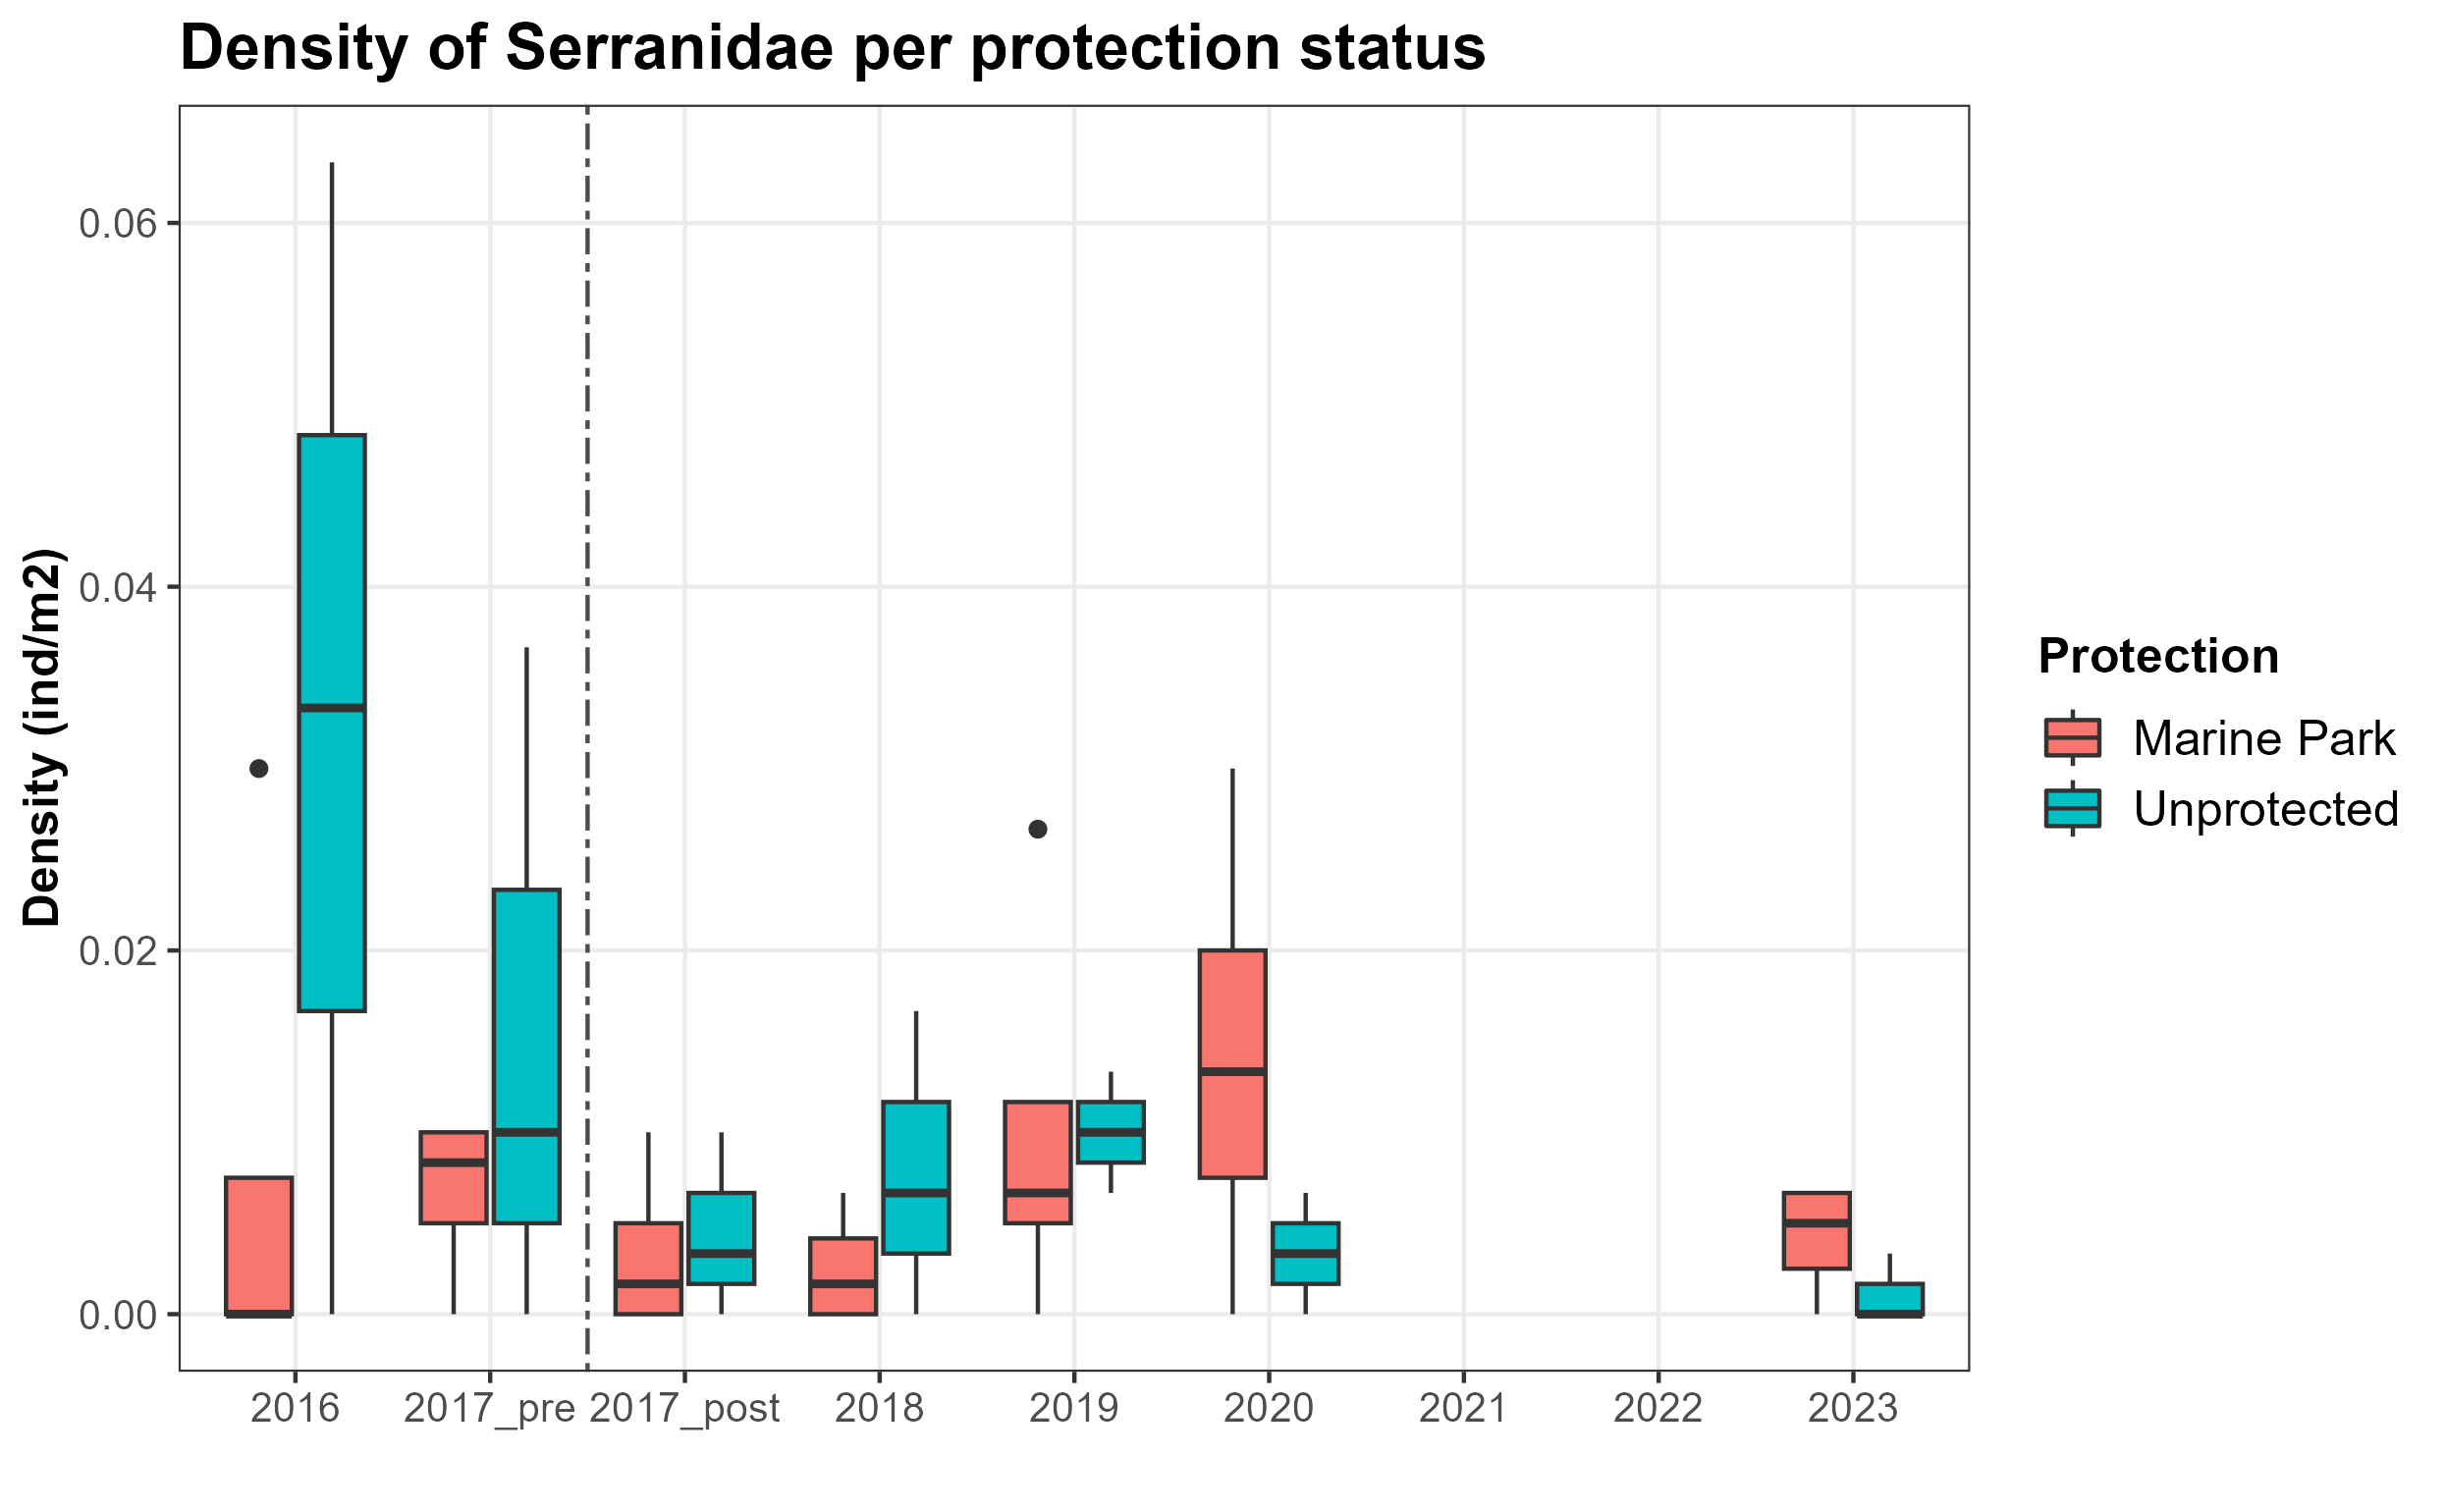 Density of Serranidae per protection status
Density (ind/m2)
0.06
0.04
0.02
0.00
2016 2017_pre 2017_post 2018 2019 2020 2021 2022 2023
Protection
Marine Park
Unprotected